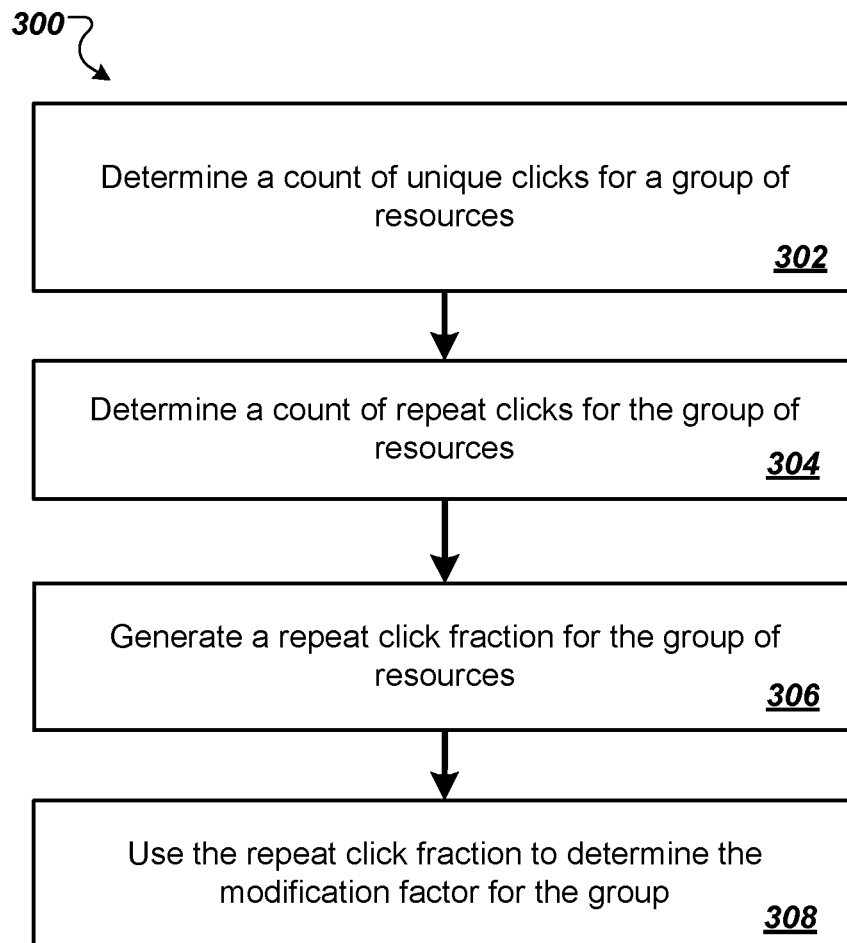 300
Determine a count of unique clicks for a group of
resources
302
Determine a count of repeat clicks for the group of
resources
304
Generate a repeat click fraction for the group of
resources
306
Use the repeat click fraction to determine the
modification factor for the group
308